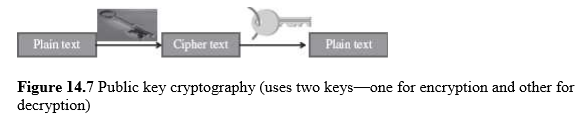 Plain text
Cipher text
Plain text
Figure 14.7 Public key cryptography (uses two keys—one for encryption and other for
decryption)